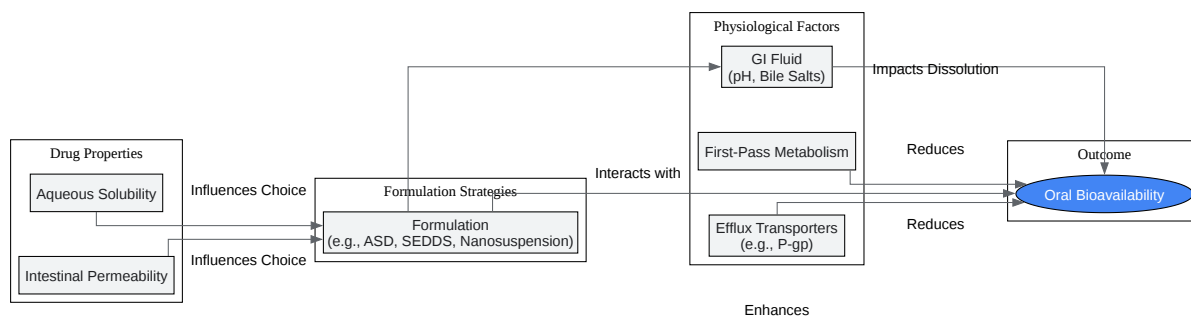 Drug Properties
Aqueous Solubility
Intestinal Permeability
Influences Choice
Influences Choice
Formulation Strategies
Formulation
(e.g., ASD, SEDDS, Nanosuspension)
Interacts with
Physiological Factors
GI Fluid
(pH, Bile Salts)
First-Pass Metabolism
Efflux Transporters
(e.g., P-gp)
Enhances
Impacts Dissolution
Reduces
Reduces
Outcome
Oral Bioavailability